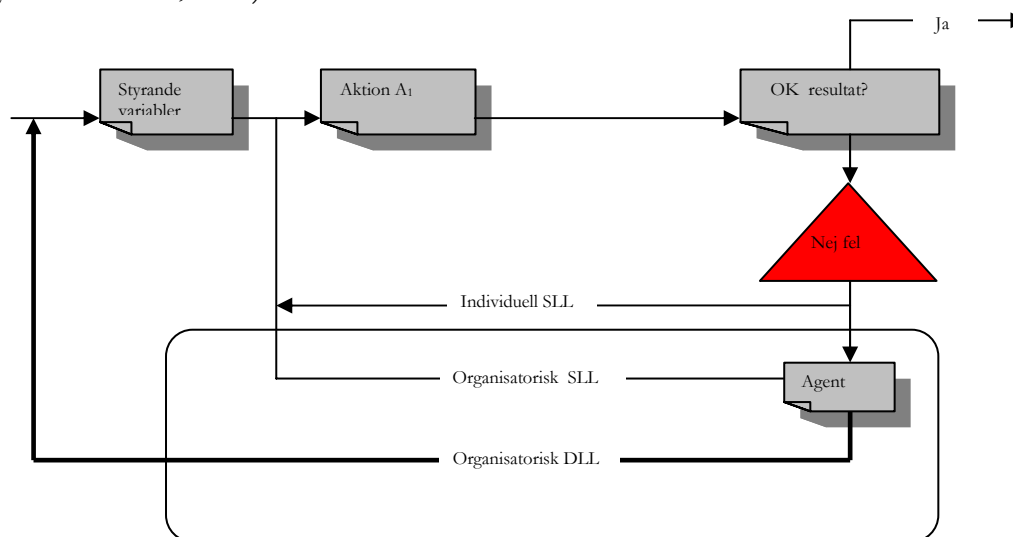 Ja
Styrande
variabler
Aktion A₁
OK resultat?
Nej fel
Individuell SLL
Organisatorisk SLL
Agent
Organisatorisk DLL